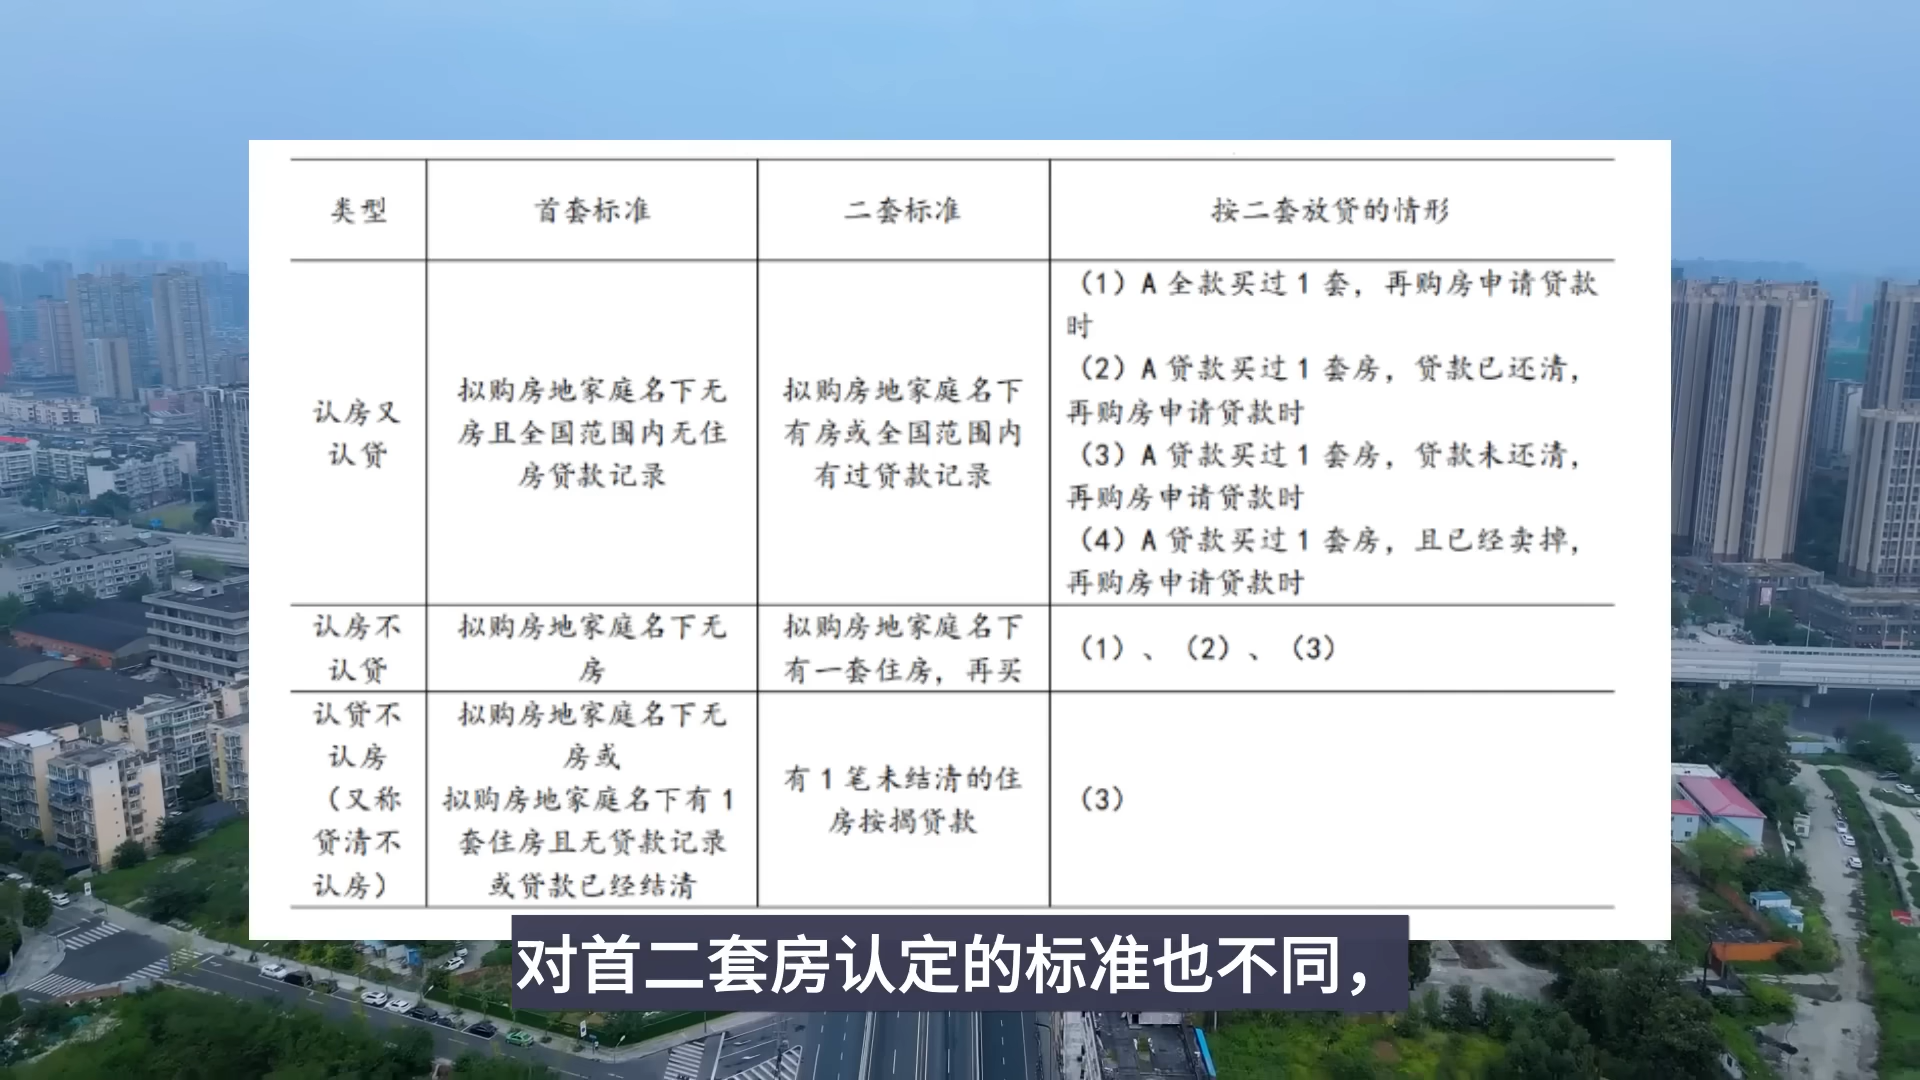 类型
首套标准
二套标准
按二套放贷的情形
认房又
认贷
拟购房地家庭名下无
房且全国范围内无住
房贷款记录
拟购房地家庭名下
有房或全国范围内
有过贷款记录
（1）A 全款买过 1 套，再购房申请贷款
时
（2）A 贷款买过 1 套房，贷款已还清，
再购房申请贷款时
（3）A 贷款买过 1 套房，贷款未还清，
再购房申请贷款时
（4）A 贷款买过 1 套房，且已经卖掉，
再购房申请贷款时
认房不
认贷
拟购房地家庭名下无
房
拟购房地家庭名下
有一套住房，再买
（1）、（2）、（3）
认贷不
认房
（又称
贷清不
认房）
拟购房地家庭名下无
房或
拟购房地家庭名下有 1
套住房且无贷款记录
或贷款已经结清
有 1 笔未结清的住
房按揭贷款
（3）
对首二套房认定的标准也不同，